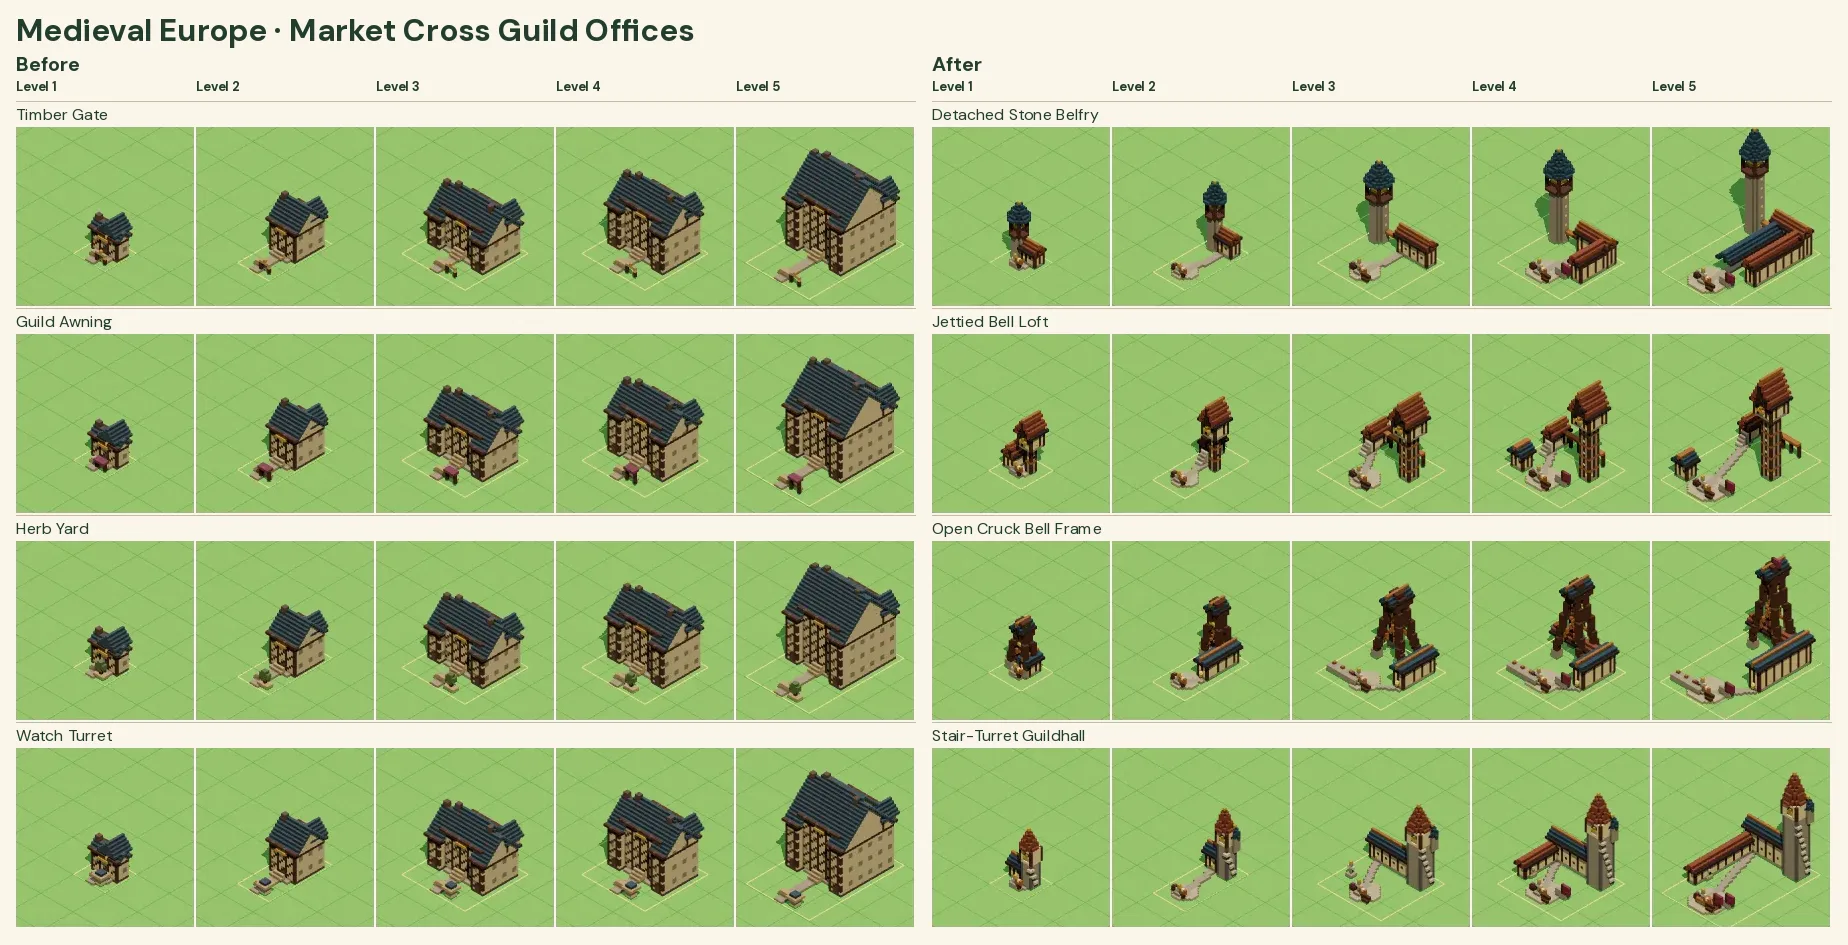 Medieval Europe · Market Cross Guild Offices
Before
Level 1 Level 2 Level 3 Level 4 Level 5
Timber Gate
Guild Awning
Herb Yard
Watch Turret
After
Level 1 Level 2 Level 3 Level 4 Level 5
Detached Stone Belfry
Jettied Bell Loft
Open Cruck Bell Frame
Stair-Turret Guildhall